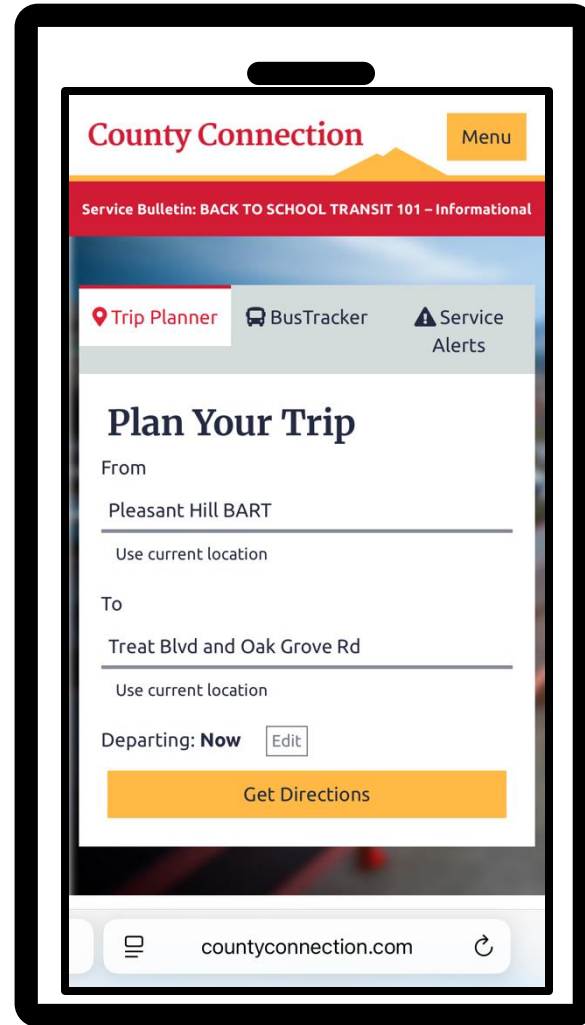 County Connection
Menu
Service Bulletin: BACK TO SCHOOL TRANSIT 101 – Informational
Trip Planner
BusTracker
Service
Alerts
Plan Your Trip
From
Pleasant Hill BART
Use current location
To
Treat Blvd and Oak Grove Rd
Use current location
Departing: Now Edit
Get Directions
countyconnection.com